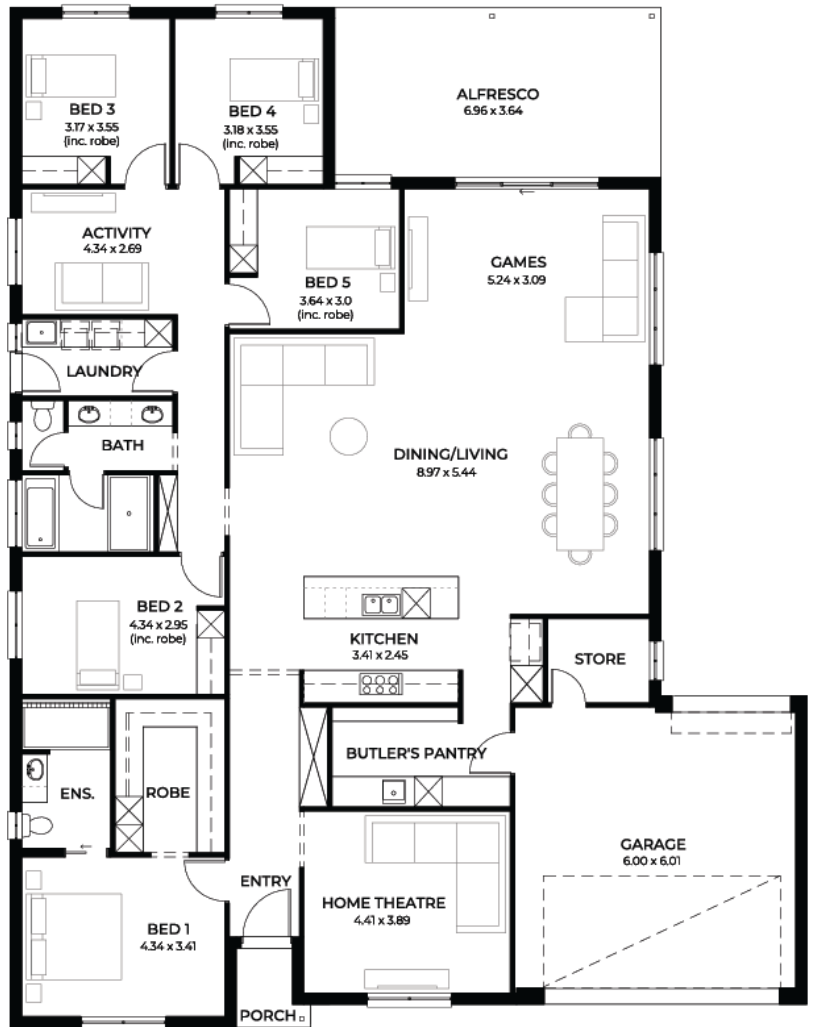 BED 3
3.17 x 3.55
(inc. robe)
BED 4
3.18 x 3.55
(inc. robe)
ALFRESCO
6.96 x 3.64
ACTIVITY
4.34 x 2.69
BED 5
3.64 x 3.0
(inc. robe)
GAMES
5.24 x 3.09
LAUNDRY
BATH
DINING/LIVING
8.97 x 5.44
BED 2
4.34 x 2.95
(inc. robe)
KITCHEN
3.41 x 2.45
STORE
BUTLER'S PANTRY
ENS.
ROBE
GARAGE
6.00 x 6.01
ENTRY
HOME THEATRE
4.41 x 3.89
BED 1
4.34 x 3.41
PORCH